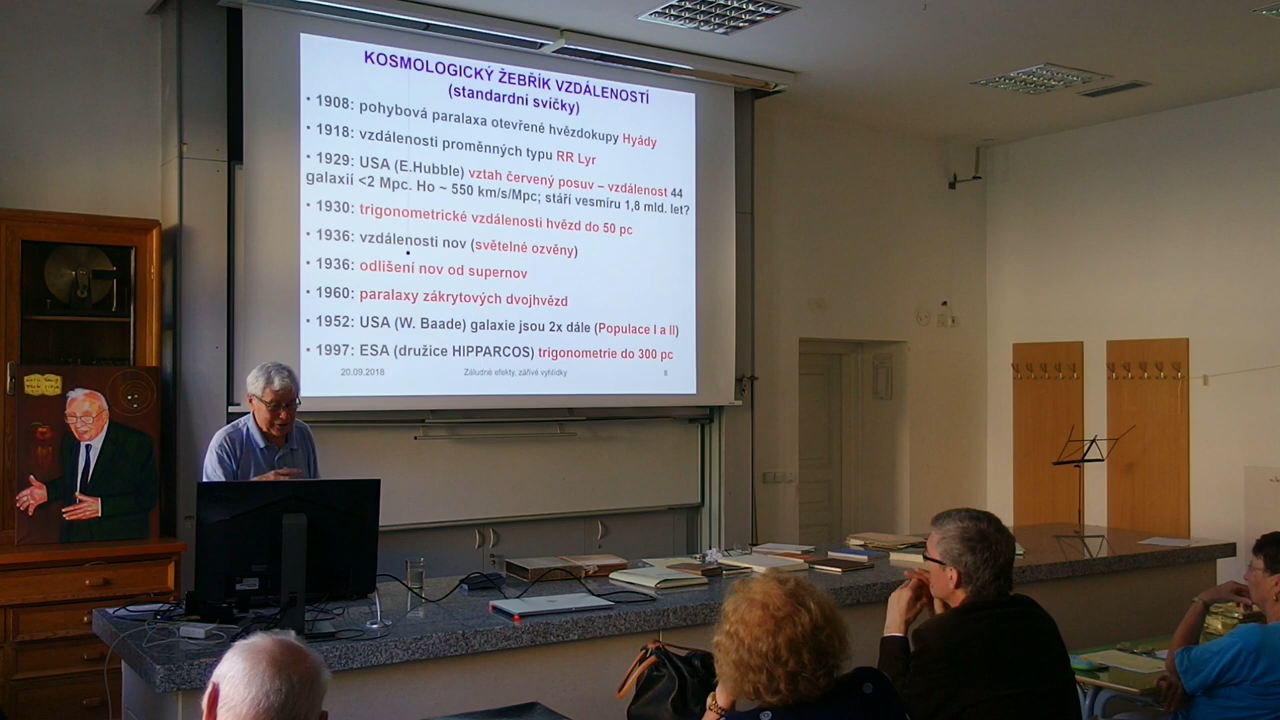 KOSMOLOGICKÝ ŽEBŘÍK VZDÁLENOSTÍ
(standardní svíčky)
• 1908: pohybová paralaxa otevřené hvězdokupy Hyády
• 1918: vzdálenosti proměnných typu RR Lyr
• 1929: USA (E.Hubble) vztah červený posuv – vzdálenost 44
galaxií <2 Mpc. Ho ~ 550 km/s/Mpc; stáří vesmíru 1,8 mld. let?
• 1930: trigonometrické vzdálenosti hvězd do 50 pc
• 1936: vzdálenosti nov (světelné ozvěny)
• 1936: odlišení nov od supernov
• 1960: paralaxy zákrytových dvojhvězd
• 1952: USA (W. Baade) galaxie jsou 2x dále (Populace I a II)
• 1997: ESA (družice HIPPARCOS) trigonometrie do 300 pc
20.09.2018 Záludné efekty, zářivé vyhlídky 8